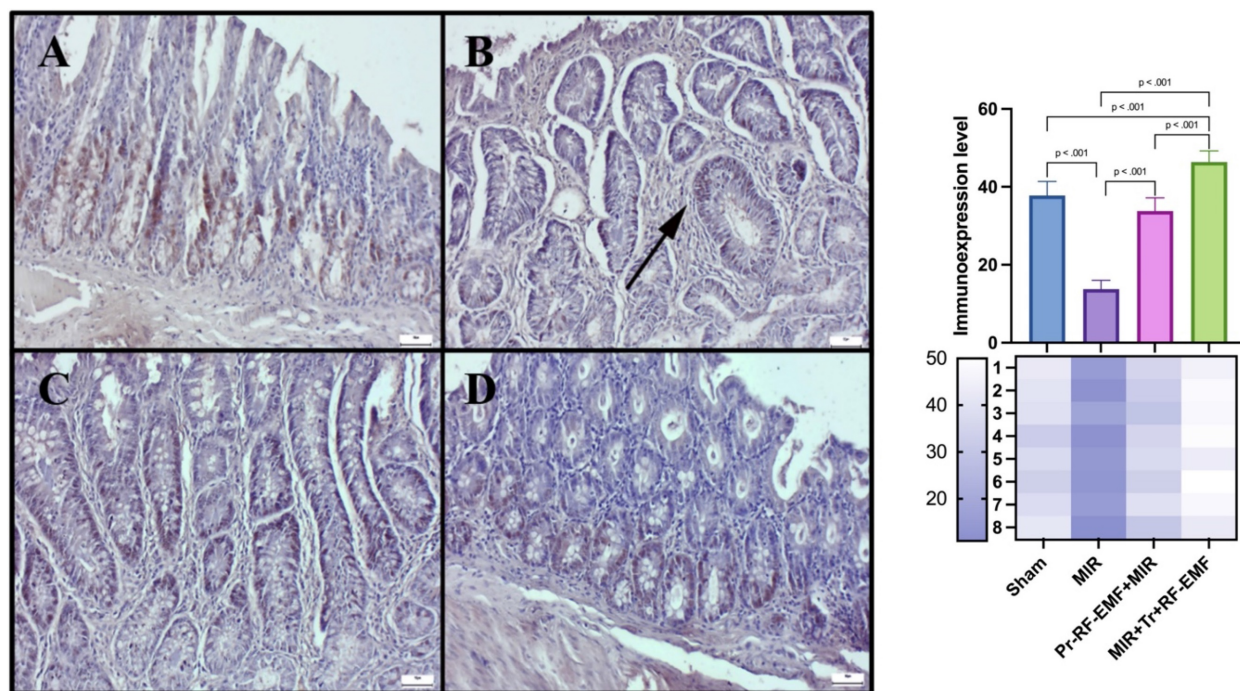 A
B
C
D
p < .001
p < .001
p < .001
p < .001
p < .001
Immunoexpression level
60
40
20
0
50
40
30
20
1
2
3
4
5
6
7
8
Sham
MIR
Pr-RF-EMF+MIR
MIR+Tr+RF-EMF